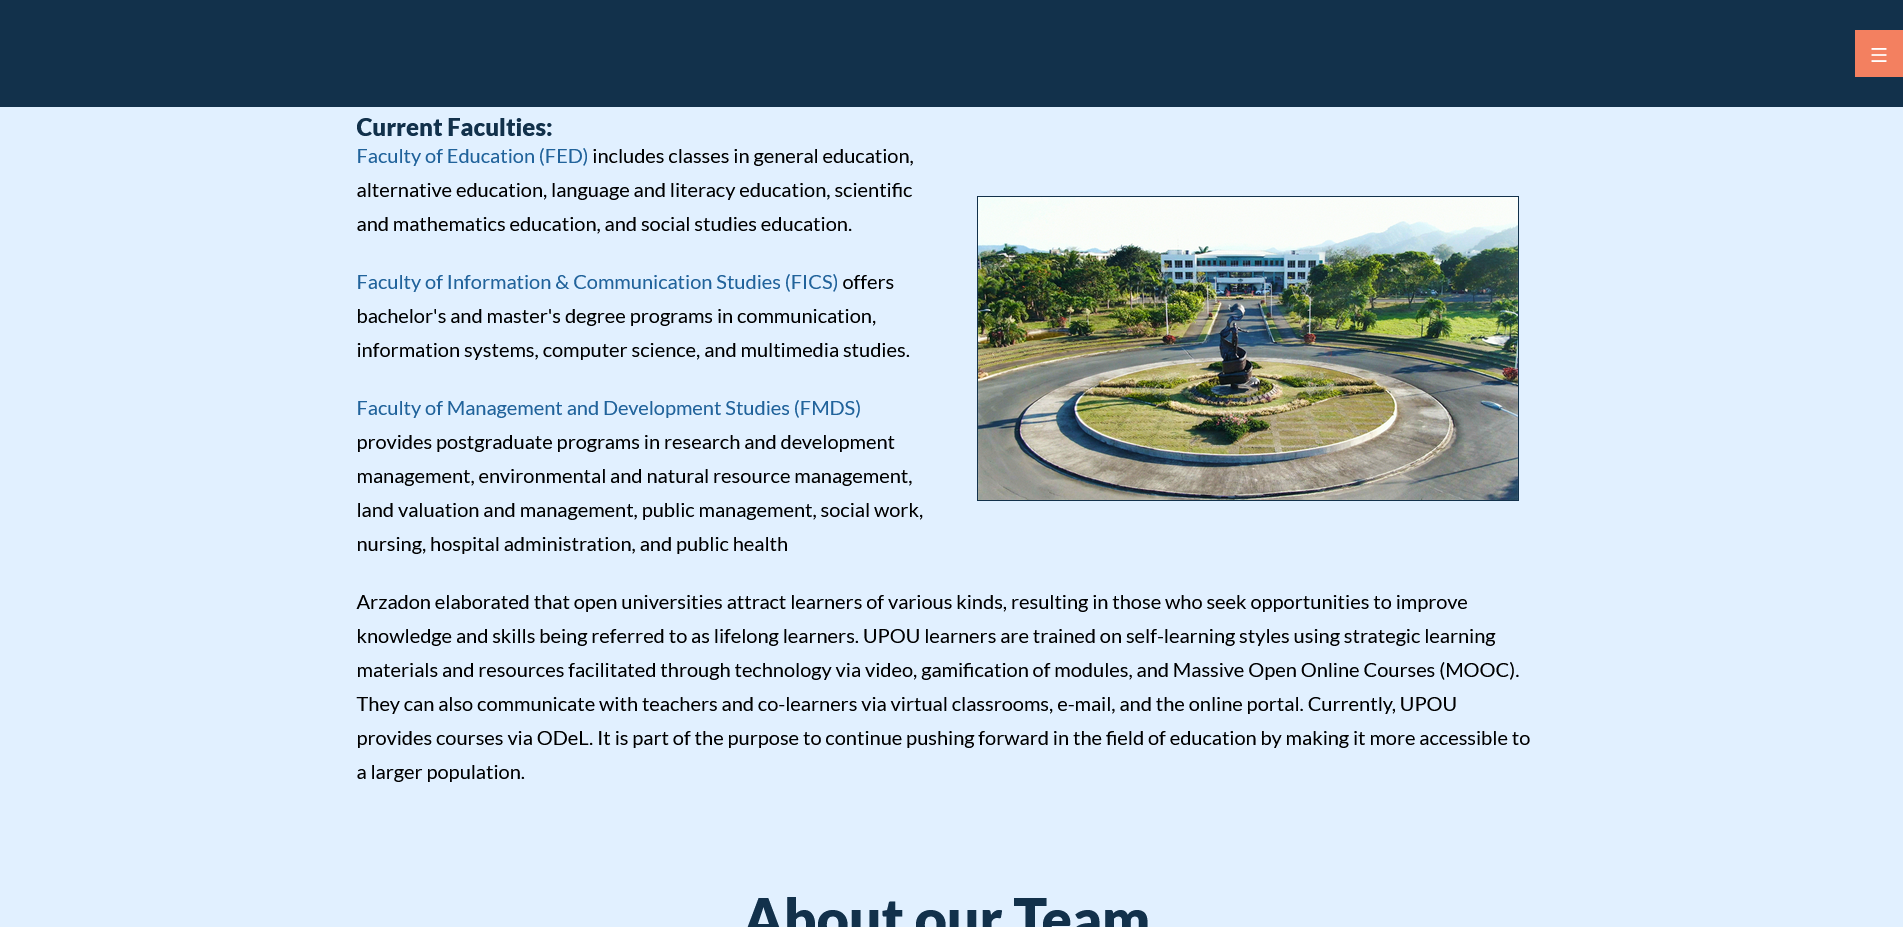 Current Faculties:
Faculty of Education (FED) includes classes in general education,
alternative education, language and literacy education, scientific
and mathematics education, and social studies education.
Faculty of Information & Communication Studies (FICS) offers
bachelor's and master's degree programs in communication,
information systems, computer science, and multimedia studies.
Faculty of Management and Development Studies (FMDS)
provides postgraduate programs in research and development
management, environmental and natural resource management,
land valuation and management, public management, social work,
nursing, hospital administration, and public health
Arzadon elaborated that open universities attract learners of various kinds, resulting in those who seek opportunities to improve
knowledge and skills being referred to as lifelong learners. UPOU learners are trained on self-learning styles using strategic learning
materials and resources facilitated through technology via video, gamification of modules, and Massive Open Online Courses (MOOC).
They can also communicate with teachers and co-learners via virtual classrooms, e-mail, and the online portal. Currently, UPOU
provides courses via ODeL. It is part of the purpose to continue pushing forward in the field of education by making it more accessible to
a larger population.
About our Team